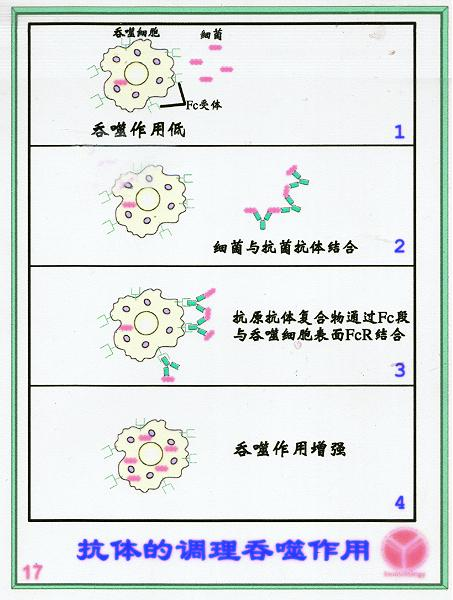 吞噬细胞
细菌
Fc受体
吞噬作用低
1
细菌与抗菌抗体结合
2
抗原抗体复合物通过Fc段
与吞噬细胞表面FcR结合
3
吞噬作用增强
4
抗体的调理吞噬作用
17